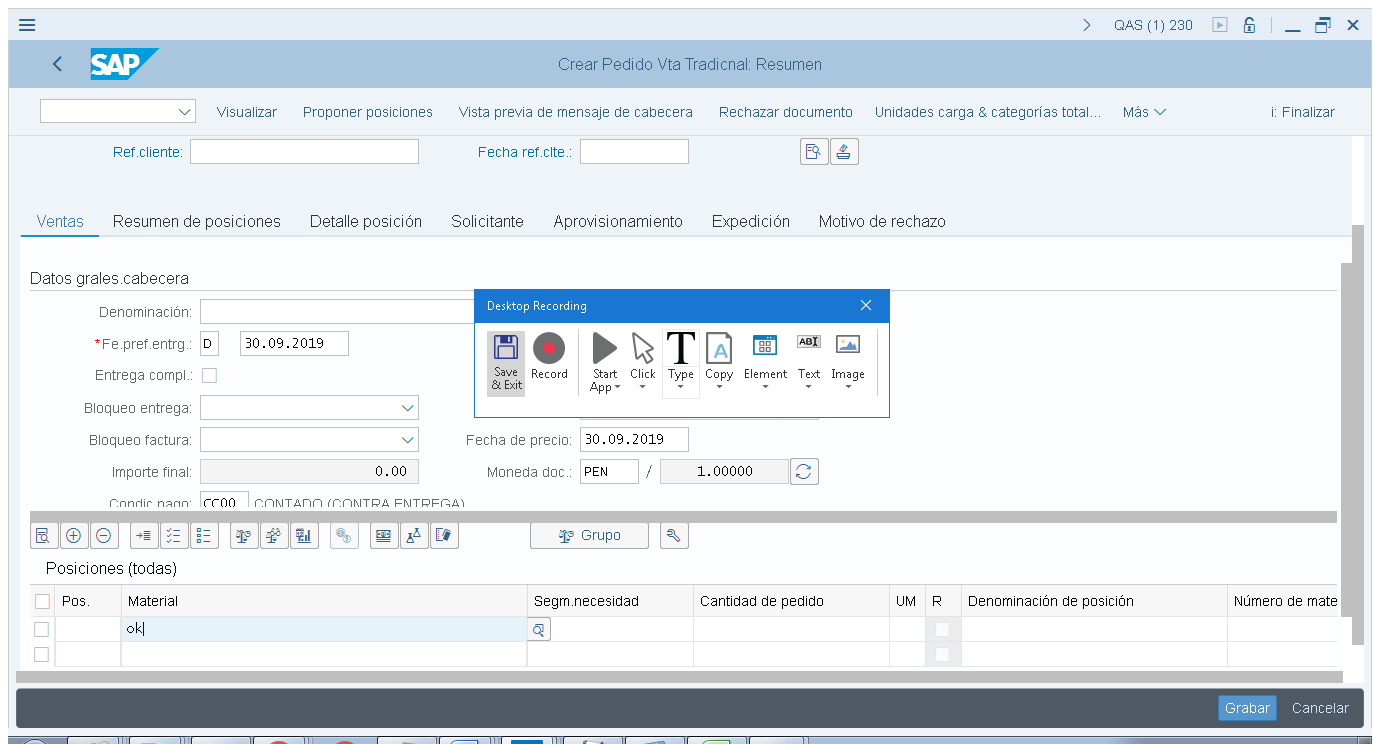 QAS (1) 230
SAP
Crear Pedido Vta Tradicnal: Resumen
Visualizar Proponer posiciones Vista previa de mensaje de cabecera Rechazar documento Unidades carga & categorías total... Más i: Finalizar
Ref.cliente: Fecha ref.clte.:
Ventas Resumen de posiciones Detalle posición Solicitante Aprovisionamiento Expedición Motivo de rechazo
Datos grales.cabecera
Denominación:
*Fe.pref.entrg.: D 30.09.2019
Entrega compl.:
Bloqueo entrega:
Bloqueo factura: Fecha de precio: 30.09.2019
Importe final: 0.00 Moneda doc.: PEN / 1.00000
Condic.pago: CC00 CONTADO (CONTRA ENTREGA)
Desktop Recording
Save & Exit Record Start App Click Type Copy Element Text Image
T A ABI
Grupo
Posiciones (todas)
Pos. Material Segm.necesidad Cantidad de pedido UM R Denominación de posición Número de mate
ok
Grabar Cancelar